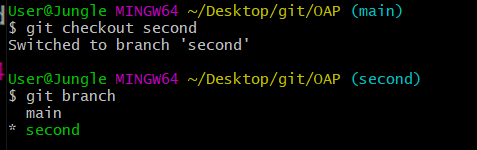 User@Jungle MINGW64 ~/Desktop/git/OAP (main)
$ git checkout second
Switched to branch 'second'
User@Jungle MINGW64 ~/Desktop/git/OAP (second)
$ git branch
  main
* second